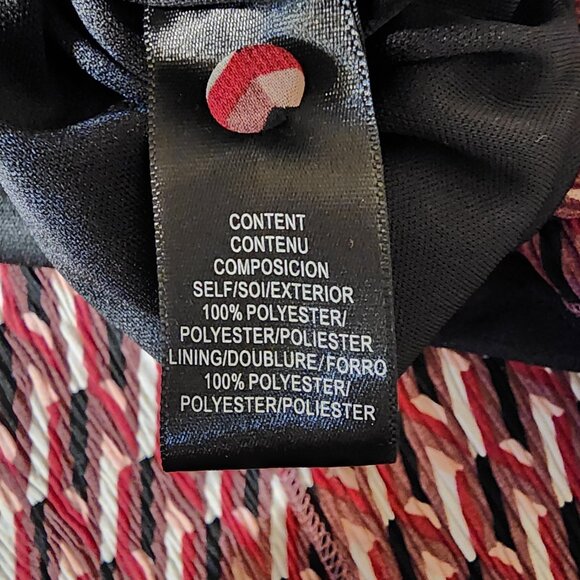 CONTENT
CONTENU
COMPOSICION
SELF/SOI/EXTERIOR
100% POLYESTER/
POLYESTER/POLIESTER
LINING/DOUBLURE/FORRO
100% POLYESTER/
POLYESTER/POLIESTER